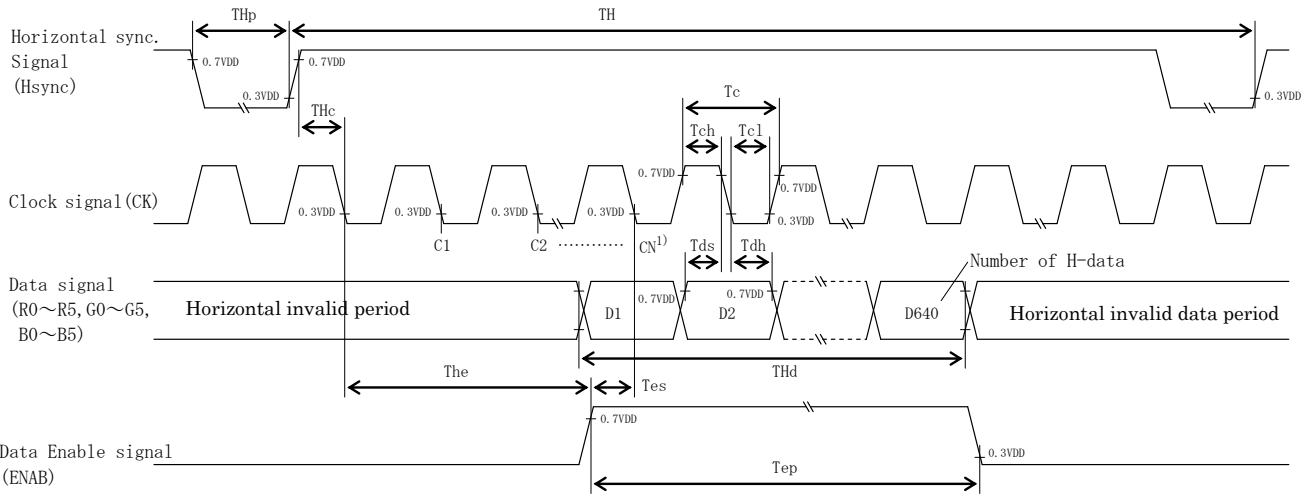 THp
TH
Horizontal sync.
Signal
(Hsync)
0.7VDD
0.7VDD
0.3VDD
0.3VDD
THc
Tc
Tch
Tcl
Clock signal(CK)
0.7VDD
0.7VDD
0.3VDD
0.3VDD
0.3VDD
0.3VDD
0.3VDD
C1
C2
…………
CN1)
Tds
Tdh
Number of H-data
Data signal
(R0～R5,G0～G5,
B0～B5)
Horizontal invalid period
0.7VDD
0.7VDD
D1
D2
D640
Horizontal invalid data period
The
Tes
THd
0.7VDD
Data Enable signal
(ENAB)
0.3VDD
Tep